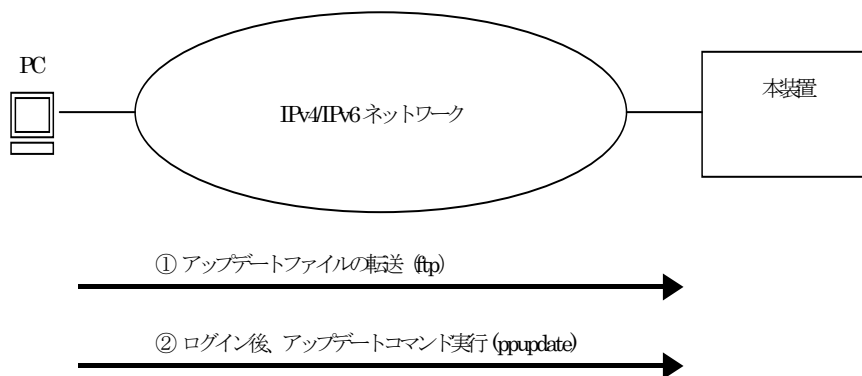 PC
本装置
IPv4/IPv6 ネットワーク
① アップデートファイルの転送 (ftp)
② ログイン後、アップデートコマンド実行 (ppupdate)